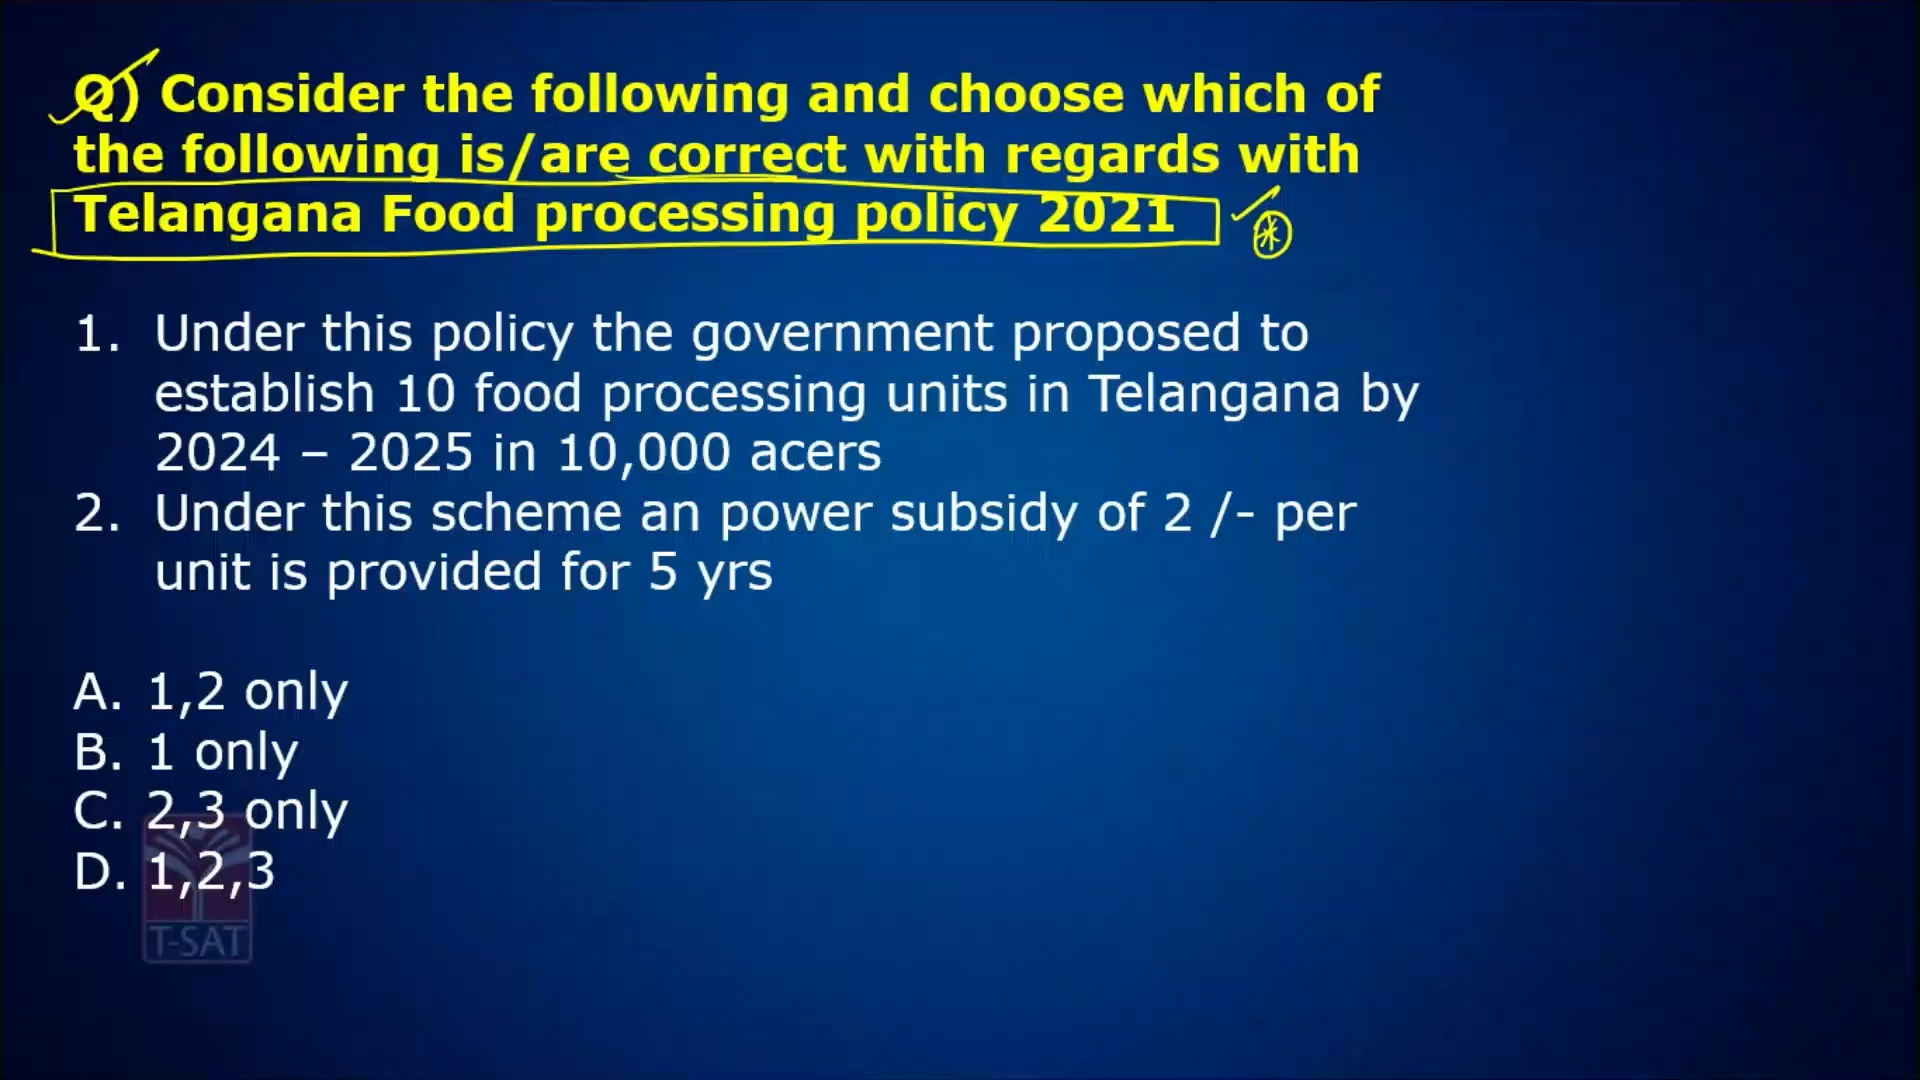 Q) Consider the following and choose which of
the following is/are correct with regards with
Telangana Food processing policy 2021
1. Under this policy the government proposed to
establish 10 food processing units in Telangana by
2024 – 2025 in 10,000 acers
2. Under this scheme an power subsidy of 2 /- per
unit is provided for 5 yrs
A. 1,2 only
B. 1 only
C. 2,3 only
D. 1,2,3
T-SAT